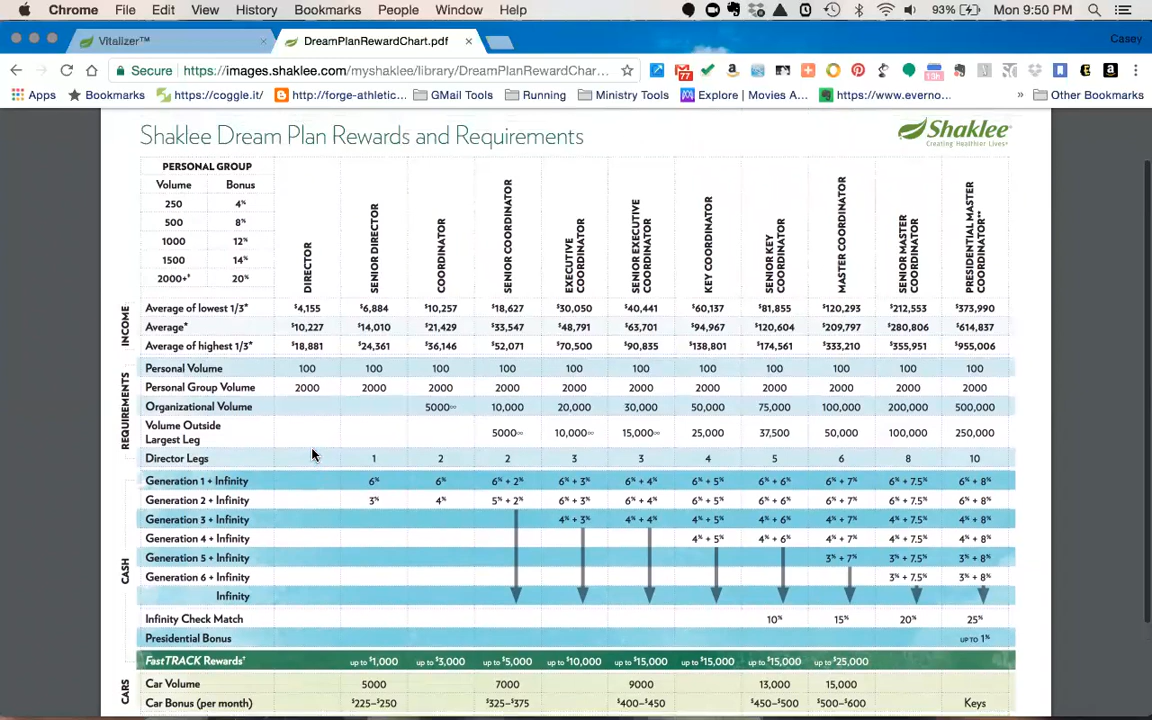 Chrome File Edit View History Bookmarks People Window Help 93% Mon 9:50 PM
Vitalizer™ × DreamPlanRewardChart.pdf × Casey
Secure https://images.shaklee.com/myshaklee/library/DreamPlanRewardChar...
Apps Bookmarks https://coggle.it/ http://forge-athletic... GMail Tools Running Ministry Tools Explore | Movies A... https://www.everno... » Other Bookmarks
Shaklee Dream Plan Rewards and Requirements
Shaklee®
Creating Healthier Lives®
PERSONAL GROUP
Volume Bonus
250 4%
500 8%
1000 12%
1500 14%
2000+† 20%
DIRECTOR
SENIOR DIRECTOR
COORDINATOR
SENIOR COORDINATOR
EXECUTIVE COORDINATOR
SENIOR EXECUTIVE COORDINATOR
KEY COORDINATOR
SENIOR KEY COORDINATOR
MASTER COORDINATOR
SENIOR MASTER COORDINATOR
PRESIDENTIAL MASTER COORDINATOR**
INCOME
Average of lowest 1/3* $4,155 $6,884 $10,257 $18,627 $30,050 $40,441 $60,137 $81,855 $120,293 $212,553 $373,990
Average* $10,227 $14,010 $21,429 $33,547 $48,791 $63,701 $94,967 $120,604 $209,797 $280,806 $614,837
Average of highest 1/3* $18,881 $24,361 $36,146 $52,071 $70,500 $90,835 $138,801 $174,561 $333,210 $355,951 $955,006
REQUIREMENTS
Personal Volume 100 100 100 100 100 100 100 100 100 100 100
Personal Group Volume 2000 2000 2000 2000 2000 2000 2000 2000 2000 2000 2000
Organizational Volume 5000∞ 10,000 20,000 30,000 50,000 75,000 100,000 200,000 500,000
Volume Outside
Largest Leg 5000∞ 10,000∞ 15,000∞ 25,000 37,500 50,000 100,000 250,000
Director Legs 1 2 2 3 3 4 5 6 8 10
CASH
Generation 1 + Infinity 6% 6% 6% + 2% 6% + 3% 6% + 4% 6% + 5% 6% + 6% 6% + 7% 6% + 7.5% 6% + 8%
Generation 2 + Infinity 3% 4% 5% + 2% 6% + 3% 6% + 4% 6% + 5% 6% + 6% 6% + 7% 6% + 7.5% 6% + 8%
Generation 3 + Infinity 4% + 3% 4% + 4% 4% + 5% 4% + 6% 4% + 7% 4% + 7.5% 4% + 8%
Generation 4 + Infinity 4% + 5% 4% + 6% 4% + 7% 4% + 7.5% 4% + 8%
Generation 5 + Infinity 3% + 7% 3% + 7.5% 3% + 8%
Generation 6 + Infinity 3% + 7.5% 3% + 8%
Infinity
Infinity Check Match 10% 15% 20% 25%
Presidential Bonus UP TO 1%
FastTRACK Rewards† up to $1,000 up to $3,000 up to $5,000 up to $10,000 up to $15,000 up to $15,000 up to $15,000 up to $25,000
CARS
Car Volume 5000 7000 9000 13,000 15,000
Car Bonus (per month) $225–$250 $325–$375 $400–$450 $450–$500 $500–$600 Keys